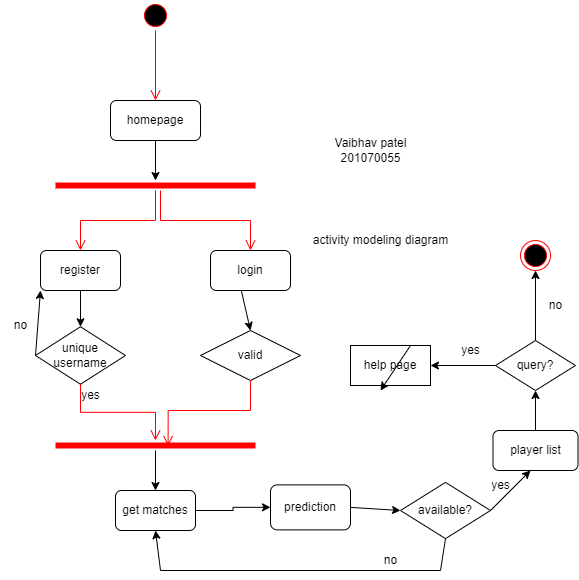 homepage
Vaibhav patel
201070055
activity modeling diagram
register
login
no
unique
username
valid
yes
help page
yes
query?
no
player list
yes
get matches
prediction
available?
no